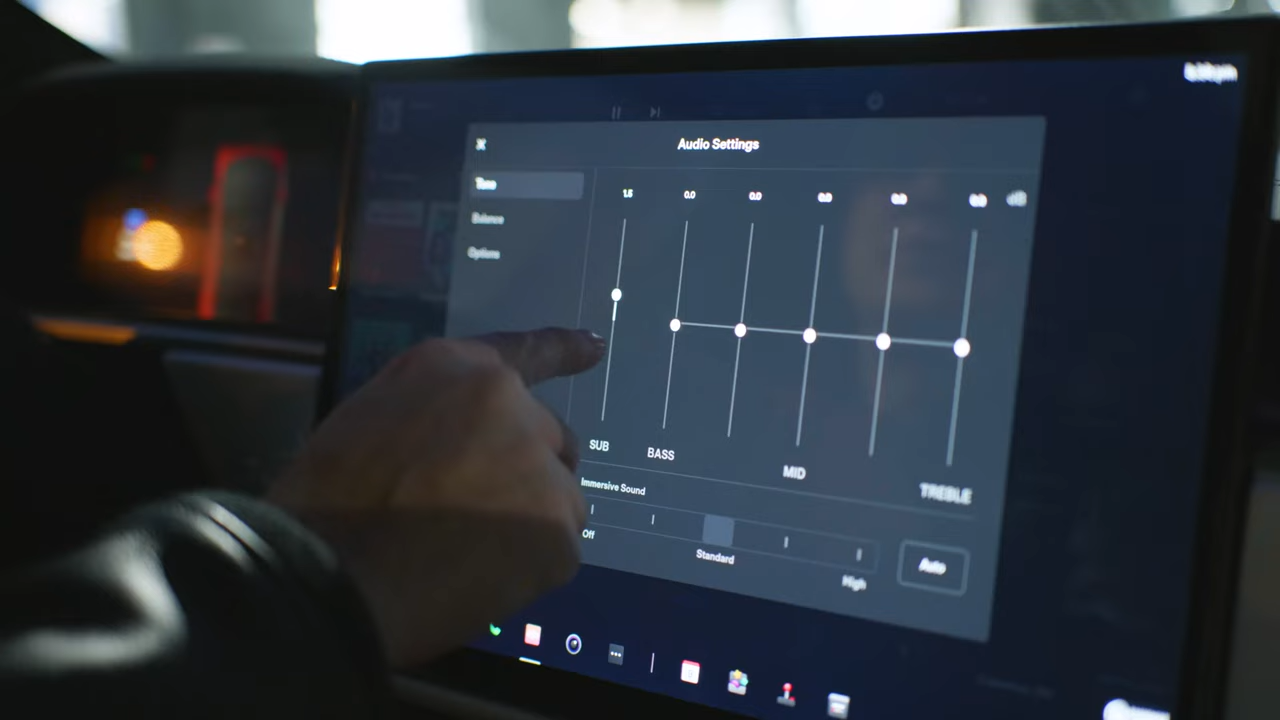 Audio Settings
Tone
Balance
Options
1.5 0.0 0.0 0.0 0.0 0.0 dB
SUB BASS MID TREBLE
Immersive Sound
Off Standard High
Auto